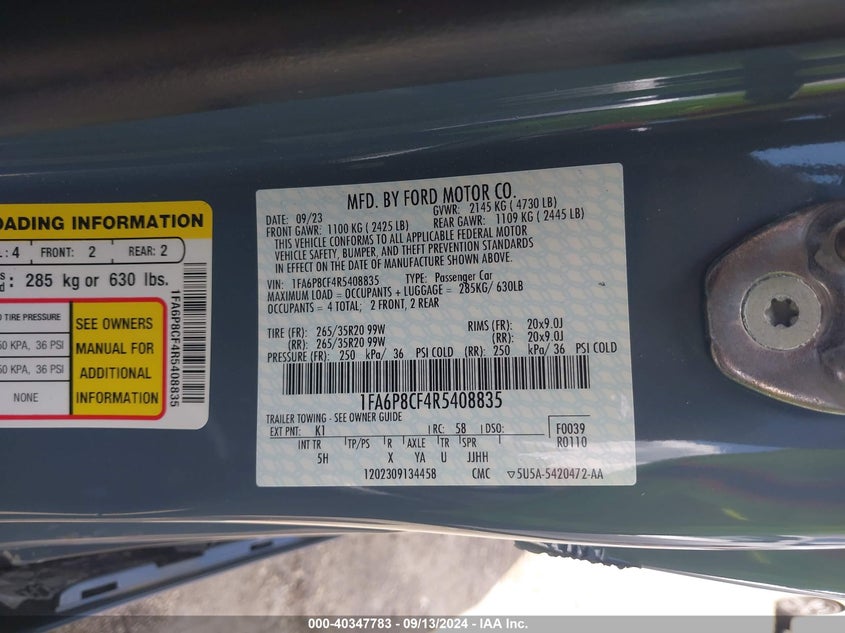 LOADING INFORMATION
: 4 FRONT: 2 REAR: 2
: 285 kg or 630 lbs.
TIRE PRESSURE
KPA, 36 PSI
KPA, 36 PSI
NONE
SEE OWNERS
MANUAL FOR
ADDITIONAL
INFORMATION
1FA6P8CF4R5408835
MFD. BY FORD MOTOR CO.
DATE: 09/23 GVWR: 2145 KG ( 4730 LB)
FRONT GAWR: 1100 KG ( 2425 LB) REAR GAWR: 1109 KG ( 2445 LB)
THIS VEHICLE CONFORMS TO ALL APPLICABLE FEDERAL MOTOR
VEHICLE SAFETY, BUMPER, AND THEFT PREVENTION STANDARDS
IN EFFECT ON THE DATE OF MANUFACTURE SHOWN ABOVE.
VIN: 1FA6P8CF4R5408835 TYPE: Passenger Car
MAXIMUM LOAD = OCCUPANTS + LUGGAGE = 285KG/ 630LB
OCCUPANTS = 4 TOTAL; 2 FRONT, 2 REAR
TIRE (FR): 265/35R20 99W RIMS (FR): 20x9.0J
(RR): 265/35R20 99W (RR): 20x9.0J
PRESSURE (FR): 250 kPa/ 36 PSI COLD (RR): 250 kPa/ 36 PSI COLD
1FA6P8CF4R5408835
TRAILER TOWING - SEE OWNER GUIDE
EXT PNT: K1 RC: 58 DSO: F0039
INT TR TP/PS R AXLE TR SPR R0110
5H X YA U JJHH
1202309134458 CMC ▽5U5A-5420472-AA
000-40347783 - 09/13/2024 - IAA Inc.